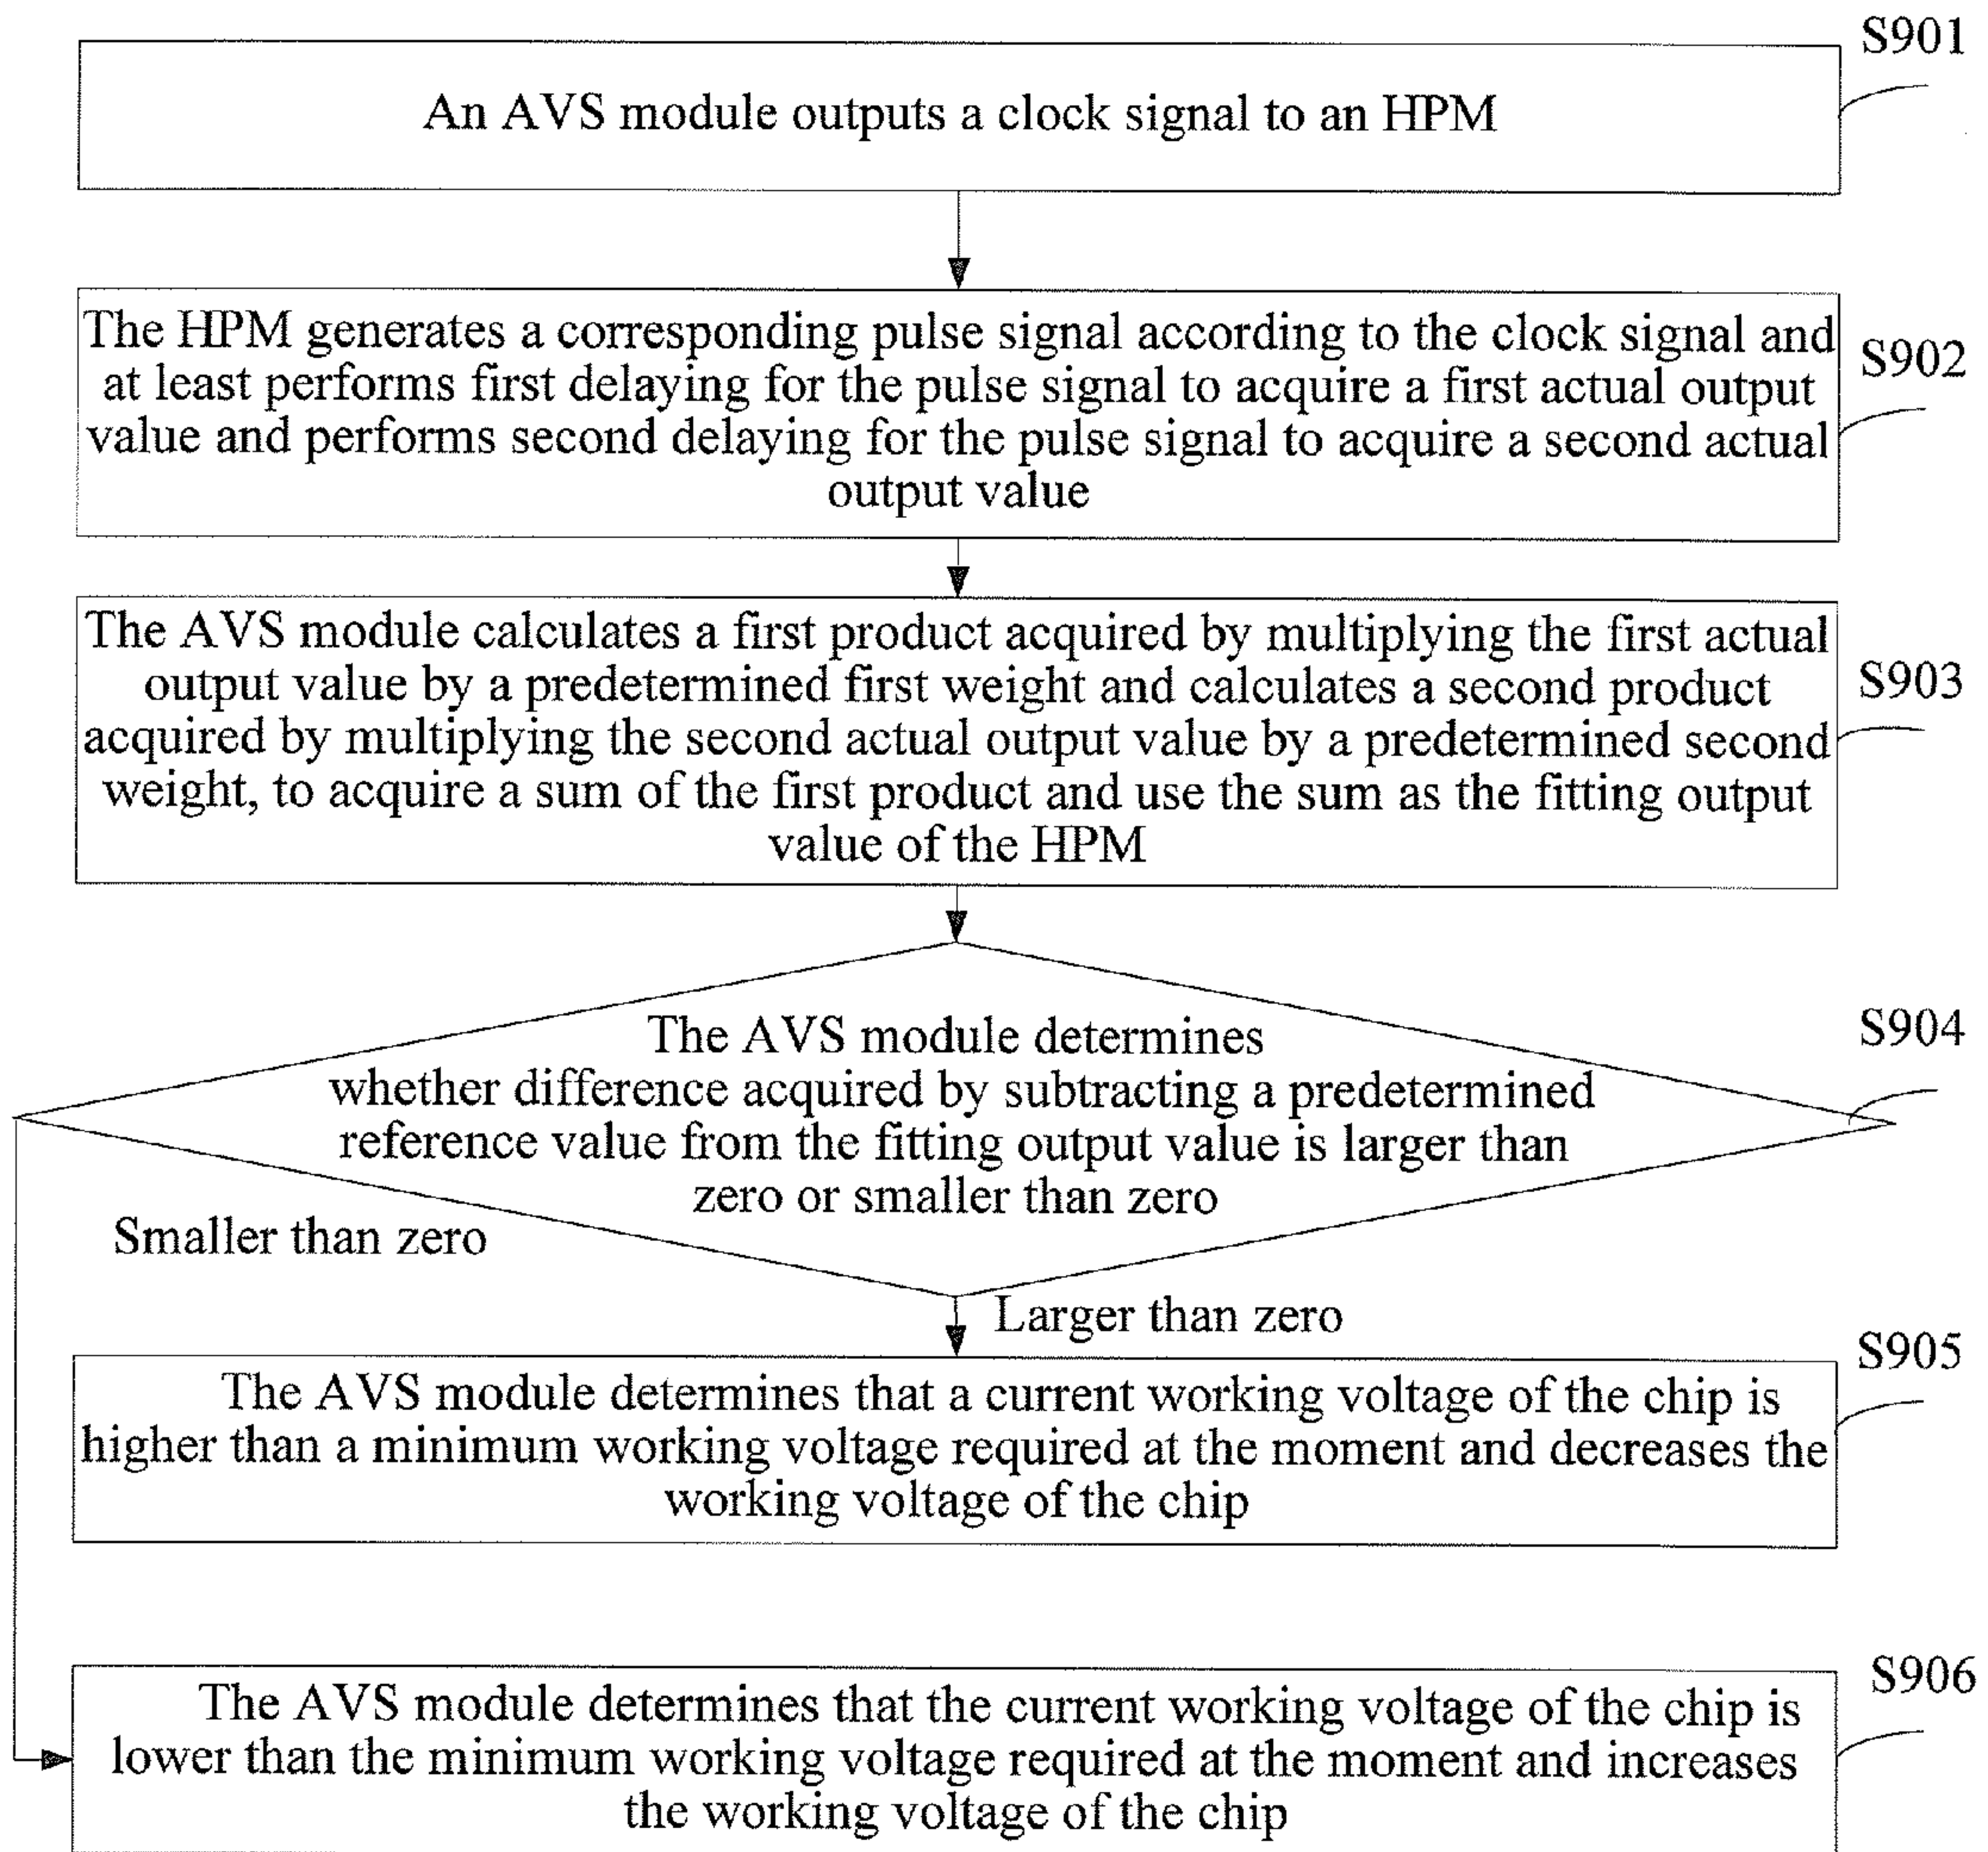 S901
An AVS module outputs a clock signal to an HPM
The HPM generates a corresponding pulse signal according to the clock signal and
at least performs first delaying for the pulse signal to acquire a first actual output
value and performs second delaying for the pulse signal to acquire a second actual
output value
S902
The AVS module calculates a first product acquired by multiplying the first actual
output value by a predetermined first weight and calculates a second product
acquired by multiplying the second actual output value by a predetermined second
weight, to acquire a sum of the first product and use the sum as the fitting output
value of the HPM
S903
The AVS module determines
whether difference acquired by subtracting a predetermined
reference value from the fitting output value is larger than
zero or smaller than zero
S904
Smaller than zero
Larger than zero
S905
The AVS module determines that a current working voltage of the chip is
higher than a minimum working voltage required at the moment and decreases the
working voltage of the chip
S906
The AVS module determines that the current working voltage of the chip is
lower than the minimum working voltage required at the moment and increases
the working voltage of the chip